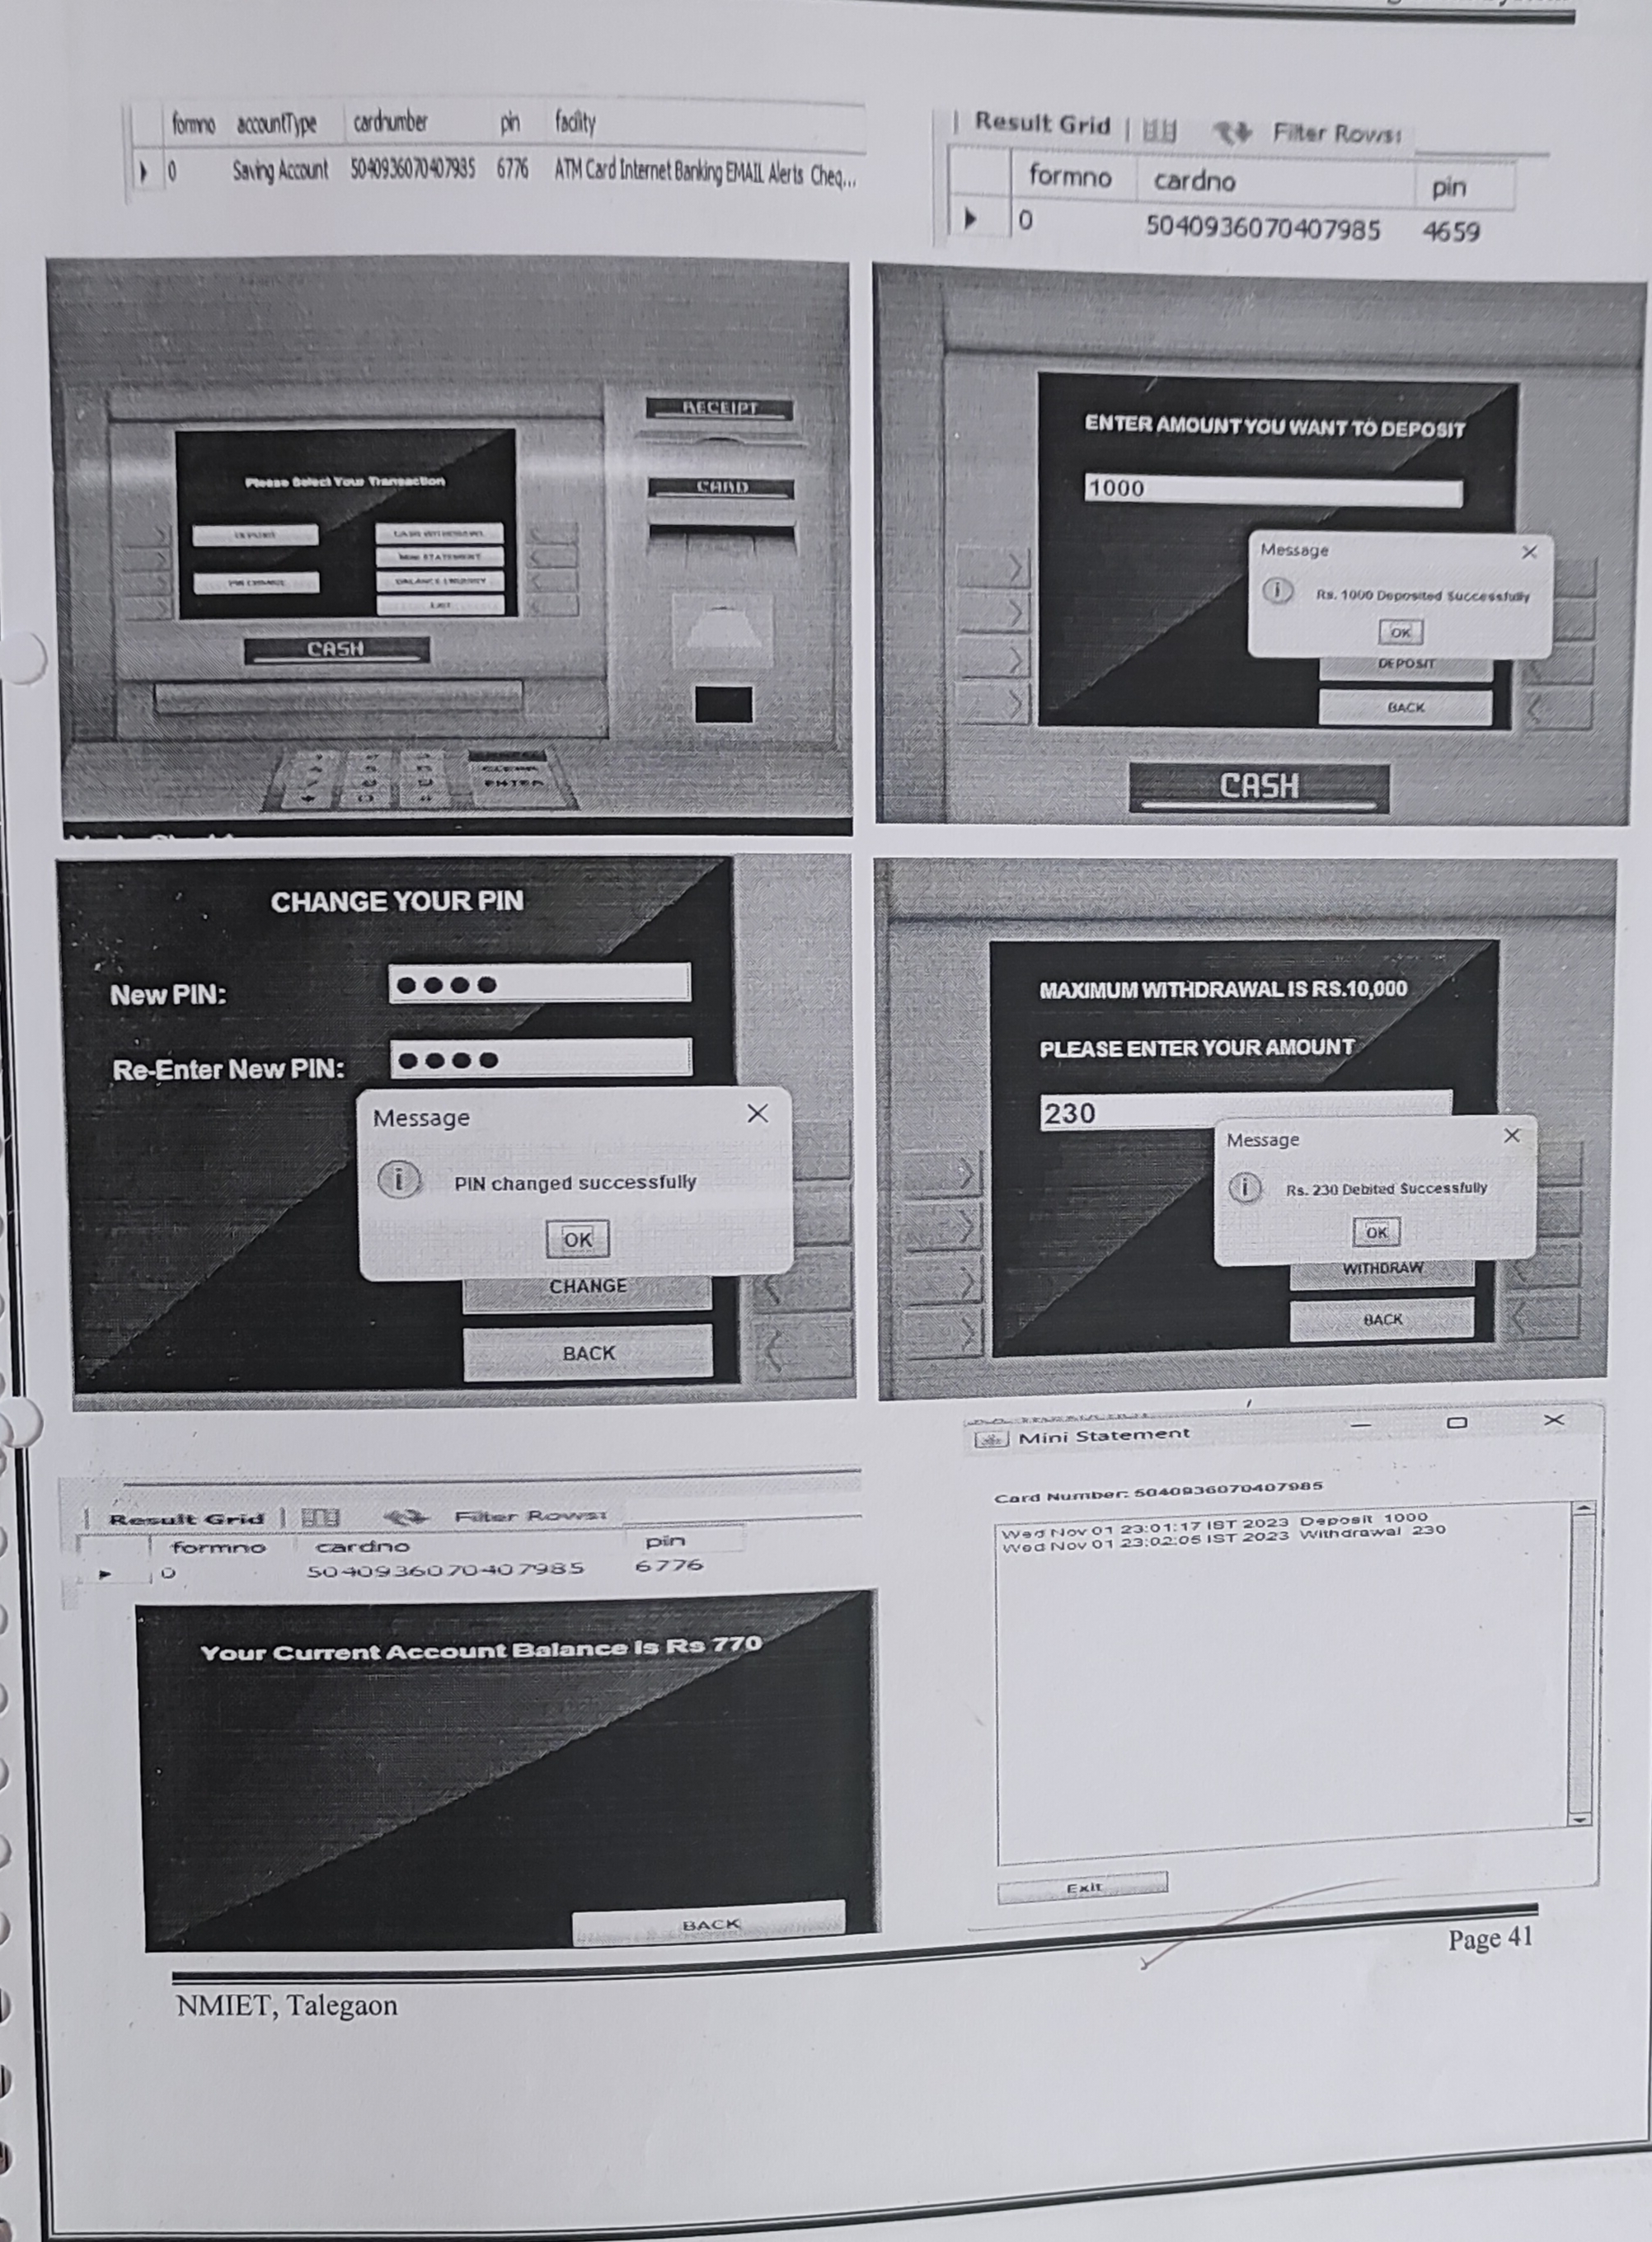 System
formno accountType cardnumber pin facility
0 Saving Account 5040936070407985 6776 ATM Card Internet Banking EMAIL Alerts Cheq...
Result Grid Filter Rows:
formno cardno pin
0 5040936070407985 4659
Please Select Your Transaction
DEPOSIT CASH WITHDRAWAL
MINI STATEMENT
PIN CHANGE BALANCE ENQUIRY
EXIT
RECEIPT
CARD
CASH
CLEAR
ENTER
ENTER AMOUNT YOU WANT TO DEPOSIT
1000
Message
Rs. 1000 Deposited Successfully
OK
DEPOSIT
BACK
CASH
CHANGE YOUR PIN
New PIN:
Re-Enter New PIN:
Message
PIN changed successfully
OK
CHANGE
BACK
MAXIMUM WITHDRAWAL IS RS.10,000
PLEASE ENTER YOUR AMOUNT
230
Message
Rs. 230 Debited Successfully
OK
WITHDRAW
BACK
Result Grid Filter Rows:
formno cardno pin
0 5040936070407985 6776
Your Current Account Balance is Rs 770
BACK
Mini Statement
Card Number: 5040936070407985
Wed Nov 01 23:01:17 IST 2023 Deposit 1000
Wed Nov 01 23:02:05 IST 2023 Withdrawal 230
Exit
Page 41
NMIET, Talegaon